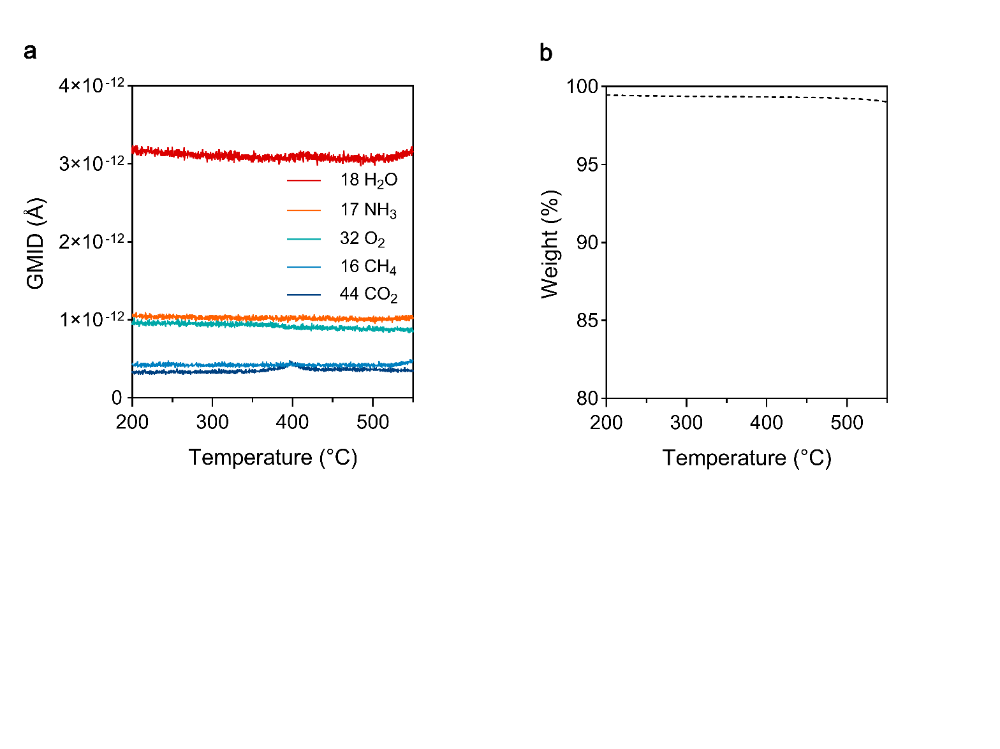 a
4×10⁻¹²
3×10⁻¹²
2×10⁻¹²
1×10⁻¹²
0
GMID (Å)
18 H₂O
17 NH₃
32 O₂
16 CH₄
44 CO₂
200 300 400 500
Temperature (°C)
b
100
95
90
85
80
Weight (%)
200 300 400 500
Temperature (°C)